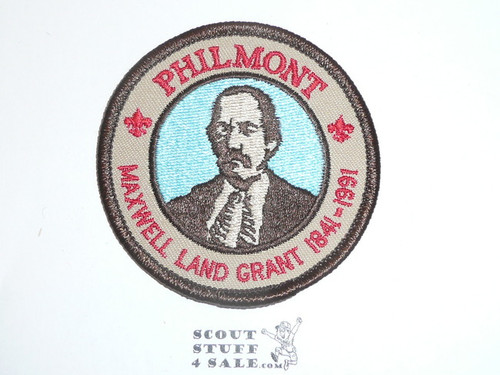 PHILMONT
MAXWELL LAND GRANT 1841-1991
SCOUT
STUFF
4 SALE.com